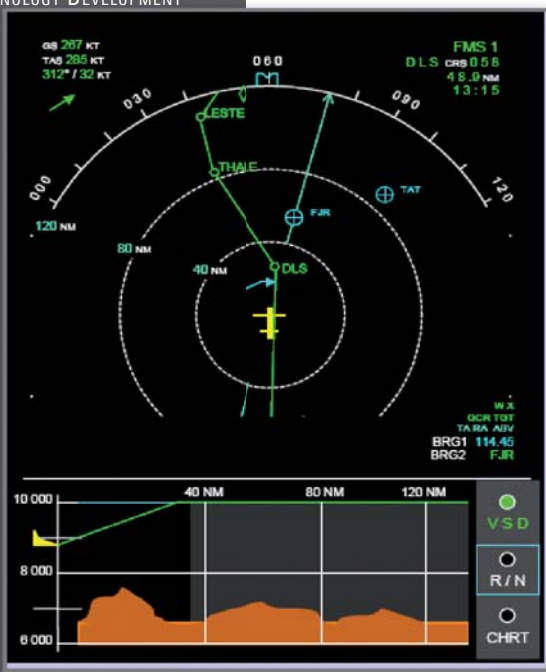 NOLOGY DEVELOPMENT
GS 267 KT
TAS 285 KT
312° / 32 KT
060
FMS 1
DLS CRS 058
48.9 NM
13:15
030
090
000
120
LESTE
THALE
TAT
FJR
120 NM
80 NM
40 NM
DLS
WX
GCR TGT
TA RA ABV
BRG1 114.45
BRG2 FJR
10 000
40 NM
80 NM
120 NM
VSD
8 000
R / N
6 000
CHRT